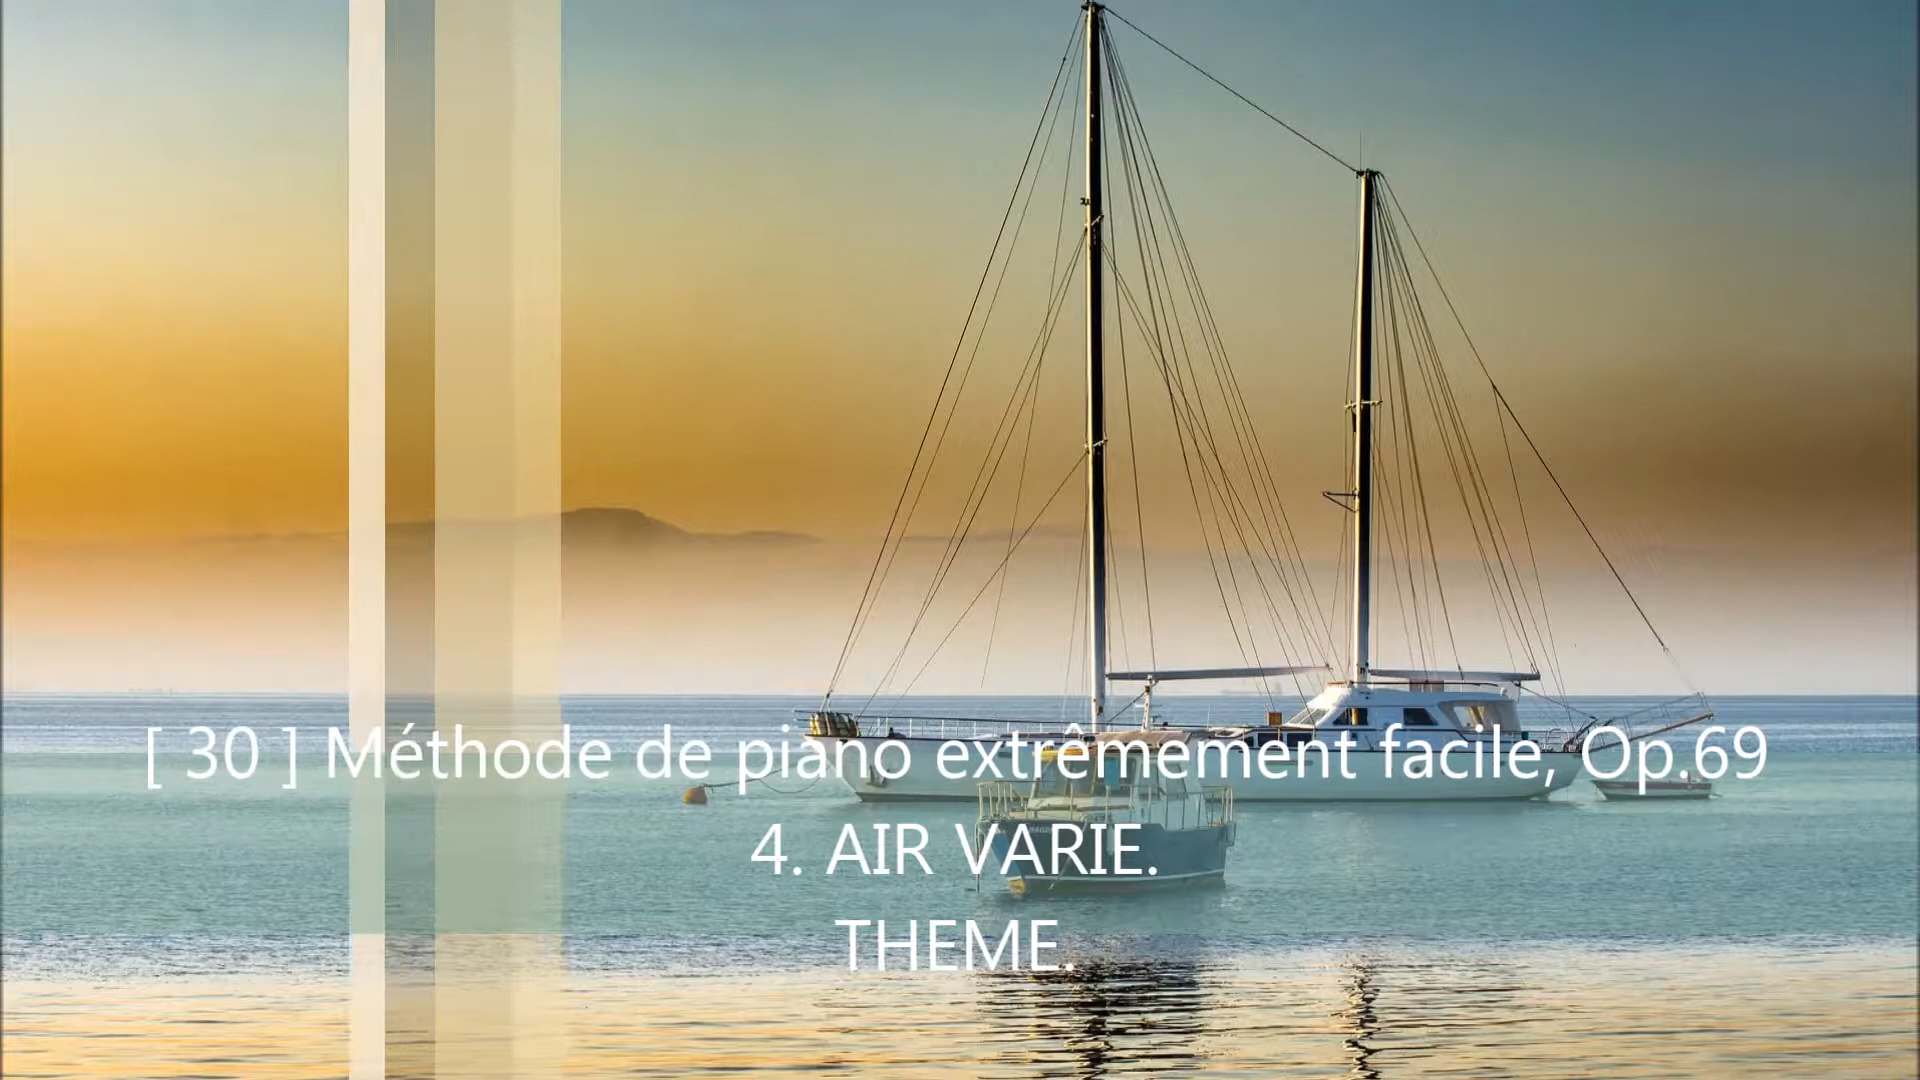 [ 30 ] Méthode de piano extrêmement facile, Op.69
4. AIR VARIE.
THEME.